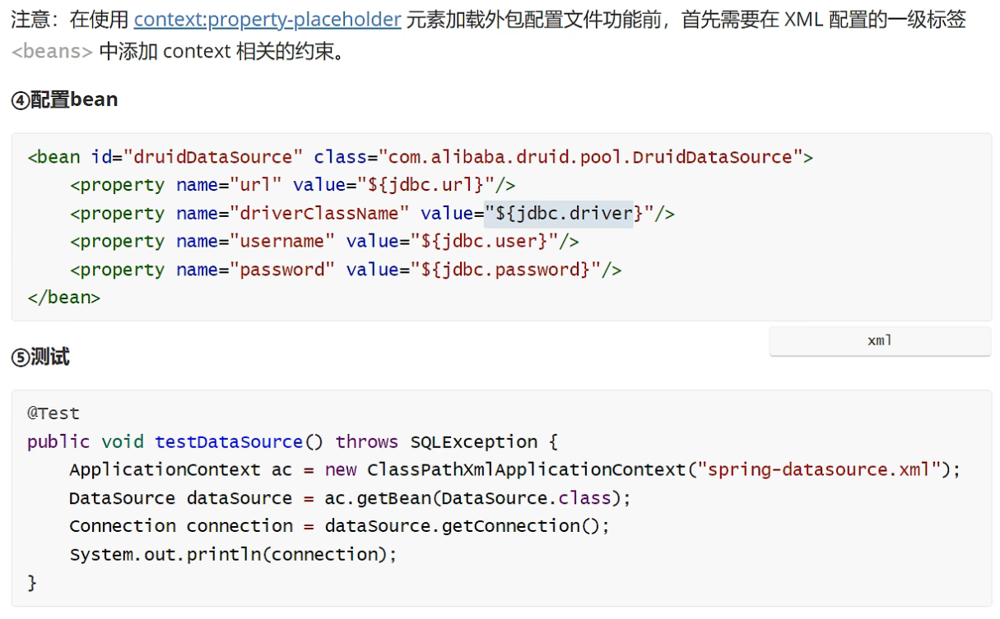 注意：在使用 context:property-placeholder 元素加载外包配置文件功能前，首先需要在 XML 配置的一级标签
<beans> 中添加 context 相关的约束。
④配置bean
<bean id="druidDataSource" class="com.alibaba.druid.pool.DruidDataSource">
    <property name="url" value="${jdbc.url}"/>
    <property name="driverClassName" value="${jdbc.driver}"/>
    <property name="username" value="${jdbc.user}"/>
    <property name="password" value="${jdbc.password}"/>
</bean>
xml
⑤测试
@Test
public void testDataSource() throws SQLException {
    ApplicationContext ac = new ClassPathXmlApplicationContext("spring-datasource.xml");
    DataSource dataSource = ac.getBean(DataSource.class);
    Connection connection = dataSource.getConnection();
    System.out.println(connection);
}